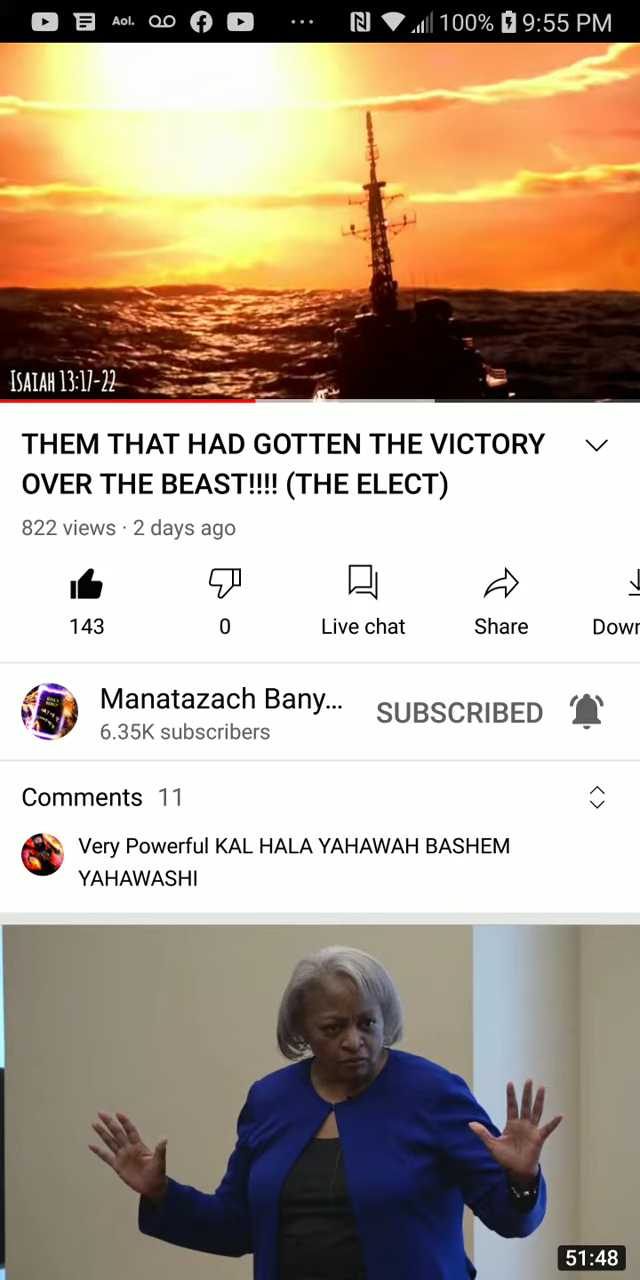 Aol. 100% 9:55 PM
ISAIAH 13:17-22
THEM THAT HAD GOTTEN THE VICTORY
OVER THE BEAST!!!! (THE ELECT)
822 views · 2 days ago
143
0
Live chat
Share
Dowr
Manatazach Bany...
SUBSCRIBED
6.35K subscribers
Comments 11
Very Powerful KAL HALA YAHAWAH BASHEM
YAHAWASHI
51:48